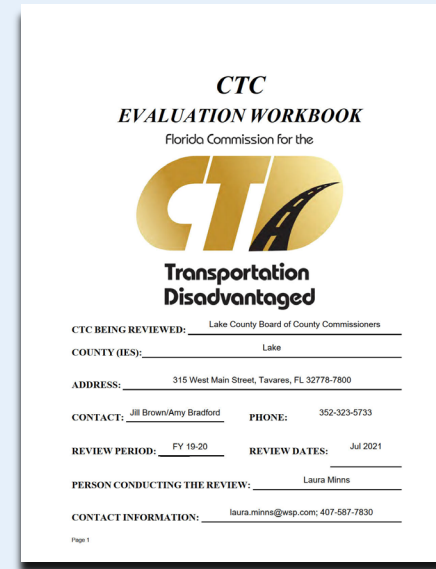 CTC
EVALUATION WORKBOOK
Florida Commission for the
CTD
Transportation
Disadvantaged
CTC BEING REVIEWED: Lake County Board of County Commissioners
COUNTY (IES): Lake
ADDRESS: 315 West Main Street, Tavares, FL 32778-7800
CONTACT: Jill Brown/Amy Bradford PHONE: 352-323-5733
REVIEW PERIOD: FY 19-20 REVIEW DATES: Jul 2021
PERSON CONDUCTING THE REVIEW: Laura Minns
CONTACT INFORMATION: laura.minns@wsp.com; 407-587-7830
Page 1